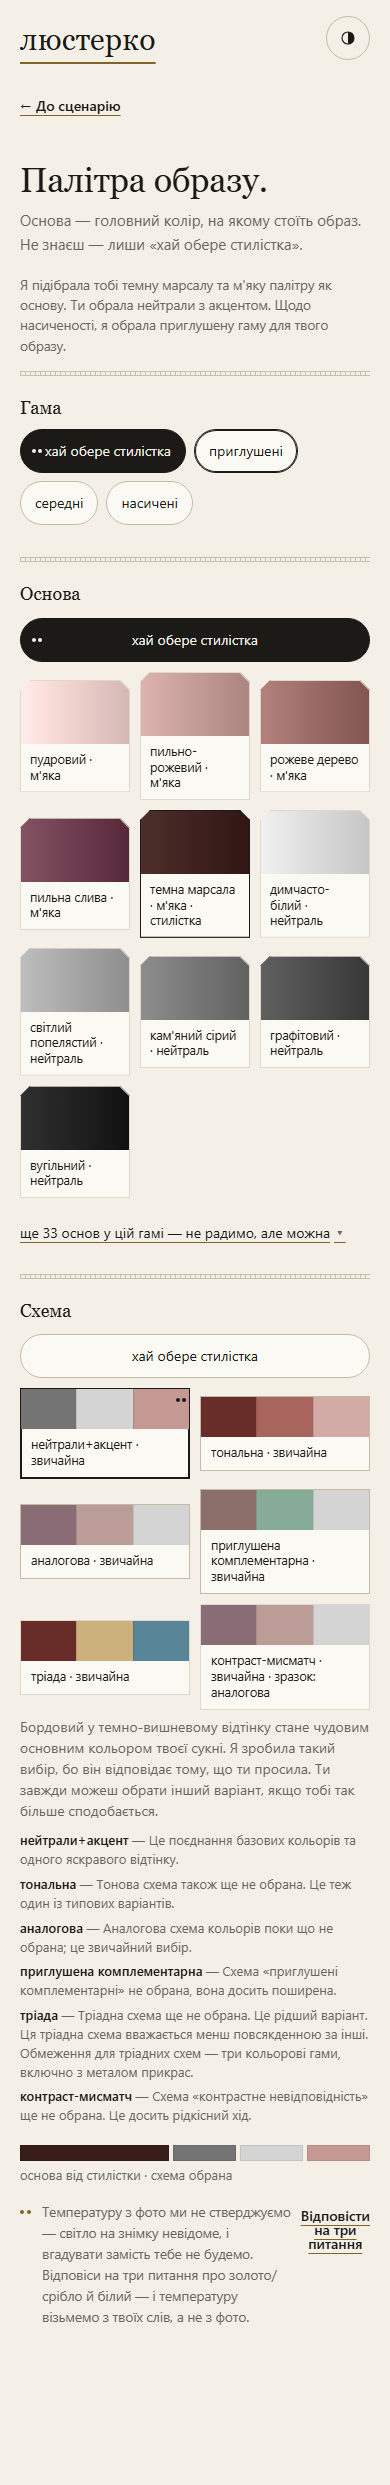 люстерко
← До сценарію
Палітра образу.
Основа — головний колір, на якому стоїть образ.
Не знаєш — лиши «хай обере стилістка».
Я підібрала тобі темну марсалу та м'яку палітру як
основу. Ти обрала нейтрали з акцентом. Щодо
насиченості, я обрала приглушену гаму для твого
образу.
Гама
хай обере стилістка
приглушені
середні
насичені
Основа
хай обере стилістка
пудровий ·
м'яка
пильно-
рожевий ·
м'яка
рожеве дерево
· м'яка
пильна слива ·
м'яка
темна марсала
· м'яка ·
стилістка
димчасто-
білий ·
нейтраль
світлий
попелястий ·
нейтраль
кам'яний сірий
· нейтраль
графітовий ·
нейтраль
вугільний ·
нейтраль
ще 33 основ у цій гамі — не радимо, але можна ▾
Схема
хай обере стилістка
нейтрали+акцент ·
звичайна
тональна · звичайна
аналогова · звичайна
приглушена
комплементарна ·
звичайна
тріада · звичайна
контраст-мисматч ·
звичайна · зразок:
аналогова
Бордовий у темно-вишневому відтінку стане чудовим
основним кольором твоєї сукні. Я зробила такий
вибір, бо він відповідає тому, що ти просила. Ти
завжди можеш обрати інший варіант, якщо тобі так
більше сподобається.
нейтрали+акцент — Це поєднання базових кольорів та
одного яскравого відтінку.
тональна — Тонова схема також ще не обрана. Це теж
один із типових варіантів.
аналогова — Аналогова схема кольорів поки що не
обрана; це звичайний вибір.
приглушена комплементарна — Схема «приглушені
комплементарні» не обрана, вона досить поширена.
тріада — Тріадна схема ще не обрана. Це рідший варіант.
Ця тріадна схема вважається менш повсякденною за інші.
Обмеження для тріадних схем — три кольорові гами,
включно з металом прикрас.
контраст-мисматч — Схема «контрастне невідповідність»
ще не обрана. Це досить рідкісний хід.
основа від стилістки · схема обрана
Температуру з фото ми не стверджуємо
— світло на знімку невідоме, і
вгадувати замість тебе не будемо.
Відповіси на три питання про золото/
срібло й білий — і температуру
візьмемо з твоїх слів, а не з фото.
Відповісти
на три
питання